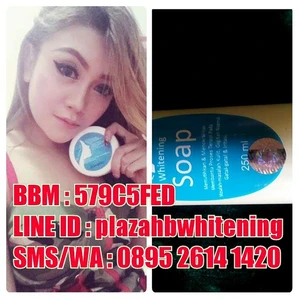 Whitening
Soap
250 ml
BBM : 579C5FED
LINE ID : plazahbwhitening
SMS/WA : 0895 2614 1420